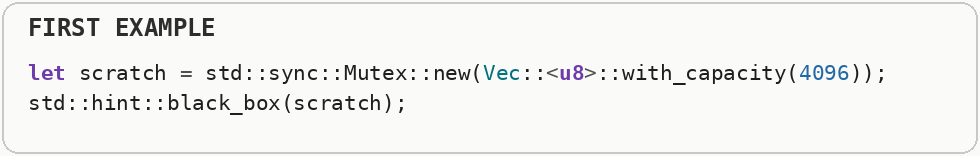 FIRST EXAMPLE
let scratch = std::sync::Mutex::new(Vec::<u8>::with_capacity(4096));
std::hint::black_box(scratch);